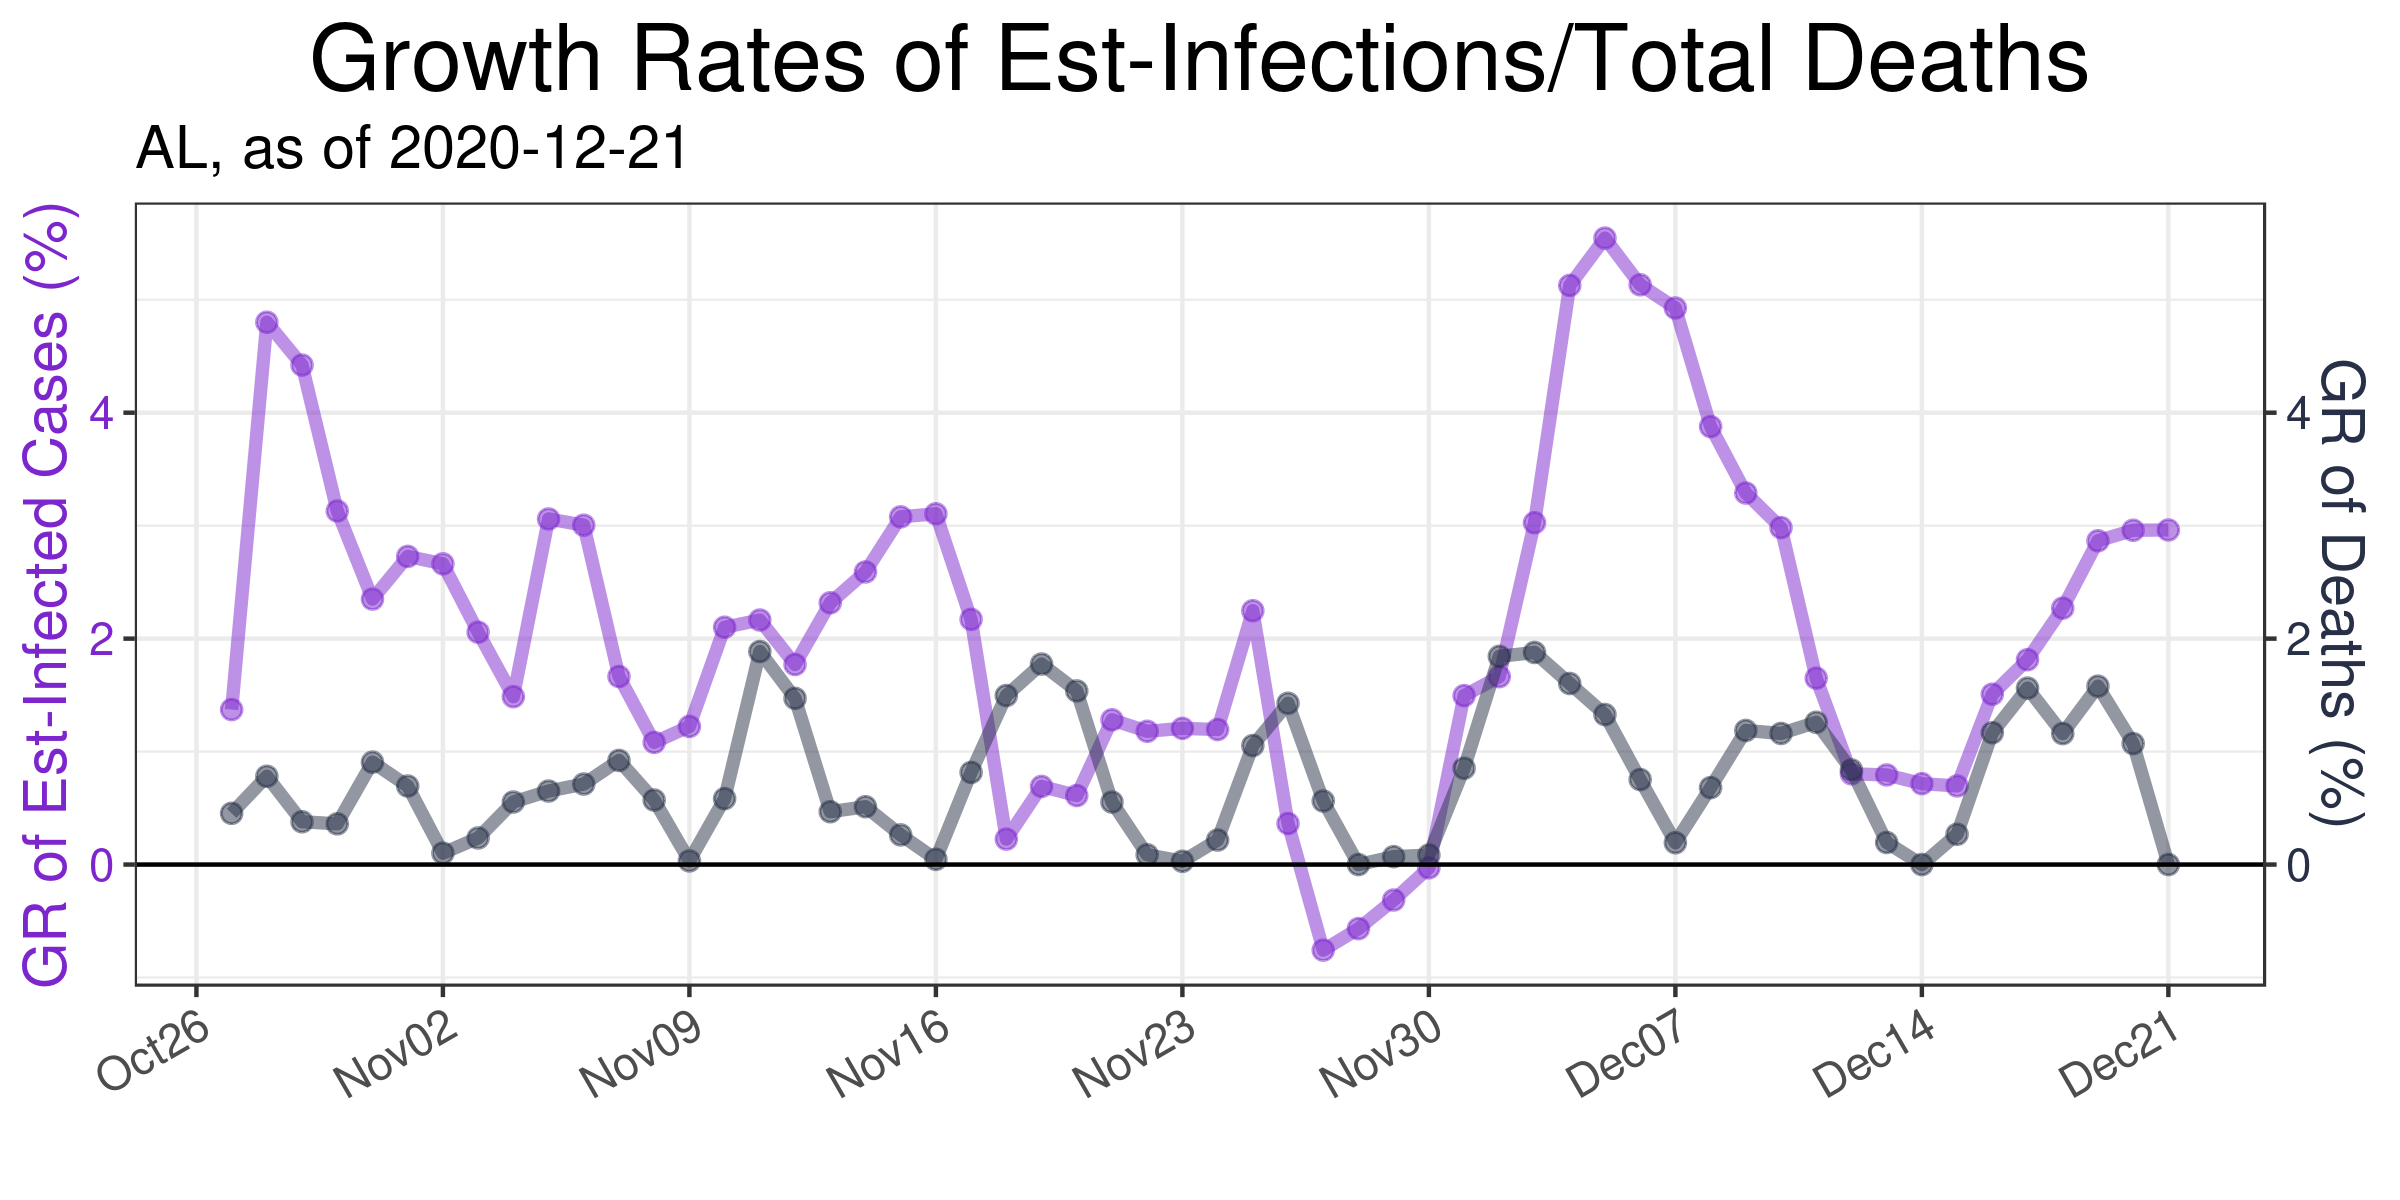 Growth Rates of Est-Infections/Total Deaths
AL, as of 2020-12-21
GR of Est-Infected Cases (%)
4
2
0
4
2
0
GR of Deaths (%)
Oct26
Nov02
Nov09
Nov16
Nov23
Nov30
Dec07
Dec14
Dec21